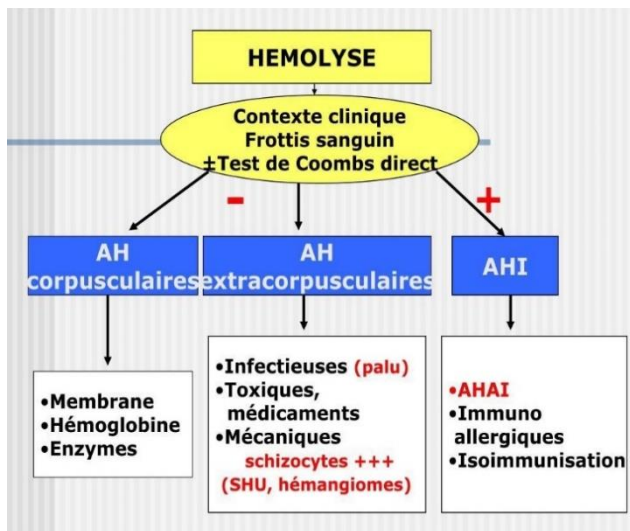 HEMOLYSE
Contexte clinique
Frottis sanguin
±Test de Coombs direct
-
+
AH
corpusculaires
AH
extracorpusculaires
AHI
•Membrane
•Hémoglobine
•Enzymes
•Infectieuses (palu)
•Toxiques,
médicaments
•Mécaniques
schizocytes +++
(SHU, hémangiomes)
•AHAI
•Immuno
allergiques
•Isoimmunisation